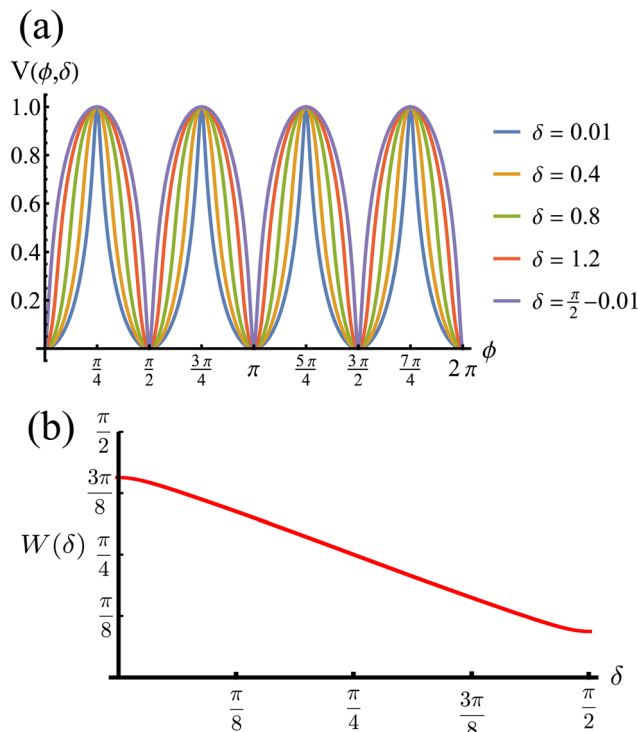 (a)
V(ϕ,δ)
1.0
0.8
0.6
0.4
0.2
π/4 π/2 3π/4 π 5π/4 3π/2 7π/4 2π ϕ
δ = 0.01
δ = 0.4
δ = 0.8
δ = 1.2
δ = π/2 −0.01
(b)
π/2
3π/8
W(δ) π/4
π/8
π/8 π/4 3π/8 π/2 δ